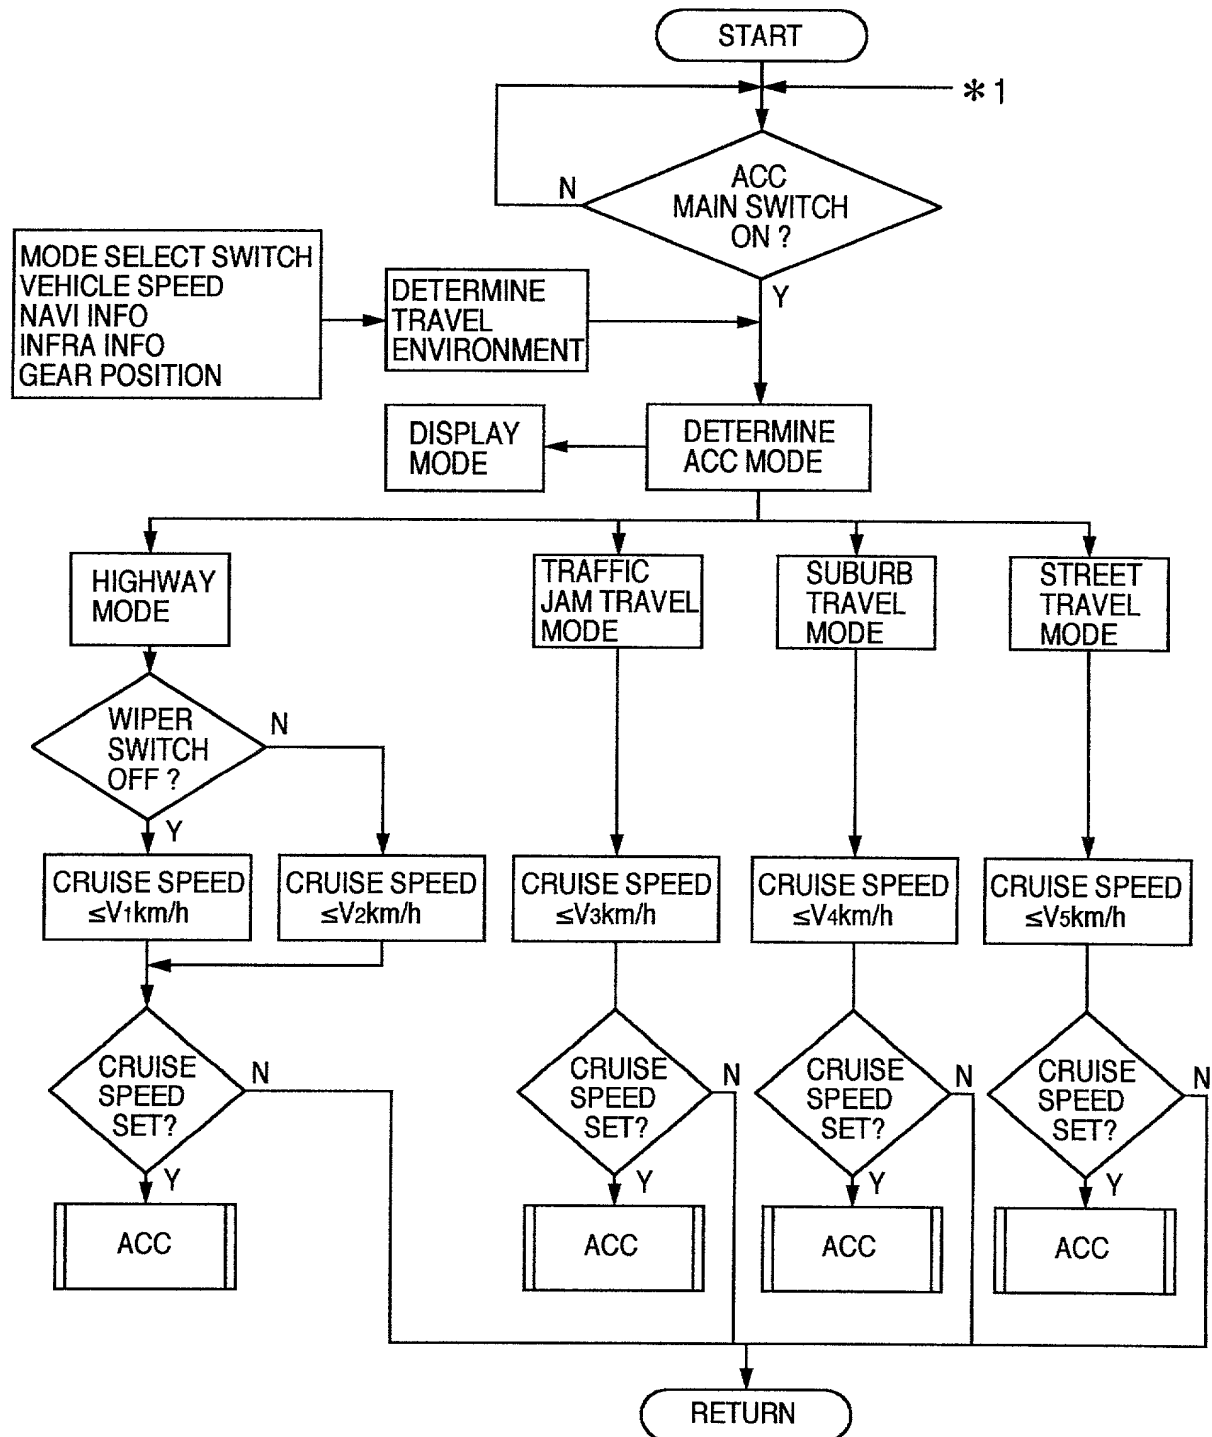 START
*1
ACC
MAIN SWITCH
ON ?
N
Y
MODE SELECT SWITCH
VEHICLE SPEED
NAVI INFO
INFRA INFO
GEAR POSITION
DETERMINE
TRAVEL
ENVIRONMENT
DISPLAY
MODE
DETERMINE
ACC MODE
HIGHWAY
MODE
TRAFFIC
JAM TRAVEL
MODE
SUBURB
TRAVEL
MODE
STREET
TRAVEL
MODE
WIPER
SWITCH
OFF ?
N
Y
CRUISE SPEED
≤V1km/h
CRUISE SPEED
≤V2km/h
CRUISE SPEED
≤V3km/h
CRUISE SPEED
≤V4km/h
CRUISE SPEED
≤V5km/h
CRUISE
SPEED
SET?
N
Y
CRUISE
SPEED
SET?
N
Y
CRUISE
SPEED
SET?
N
Y
CRUISE
SPEED
SET?
N
Y
ACC
ACC
ACC
ACC
RETURN